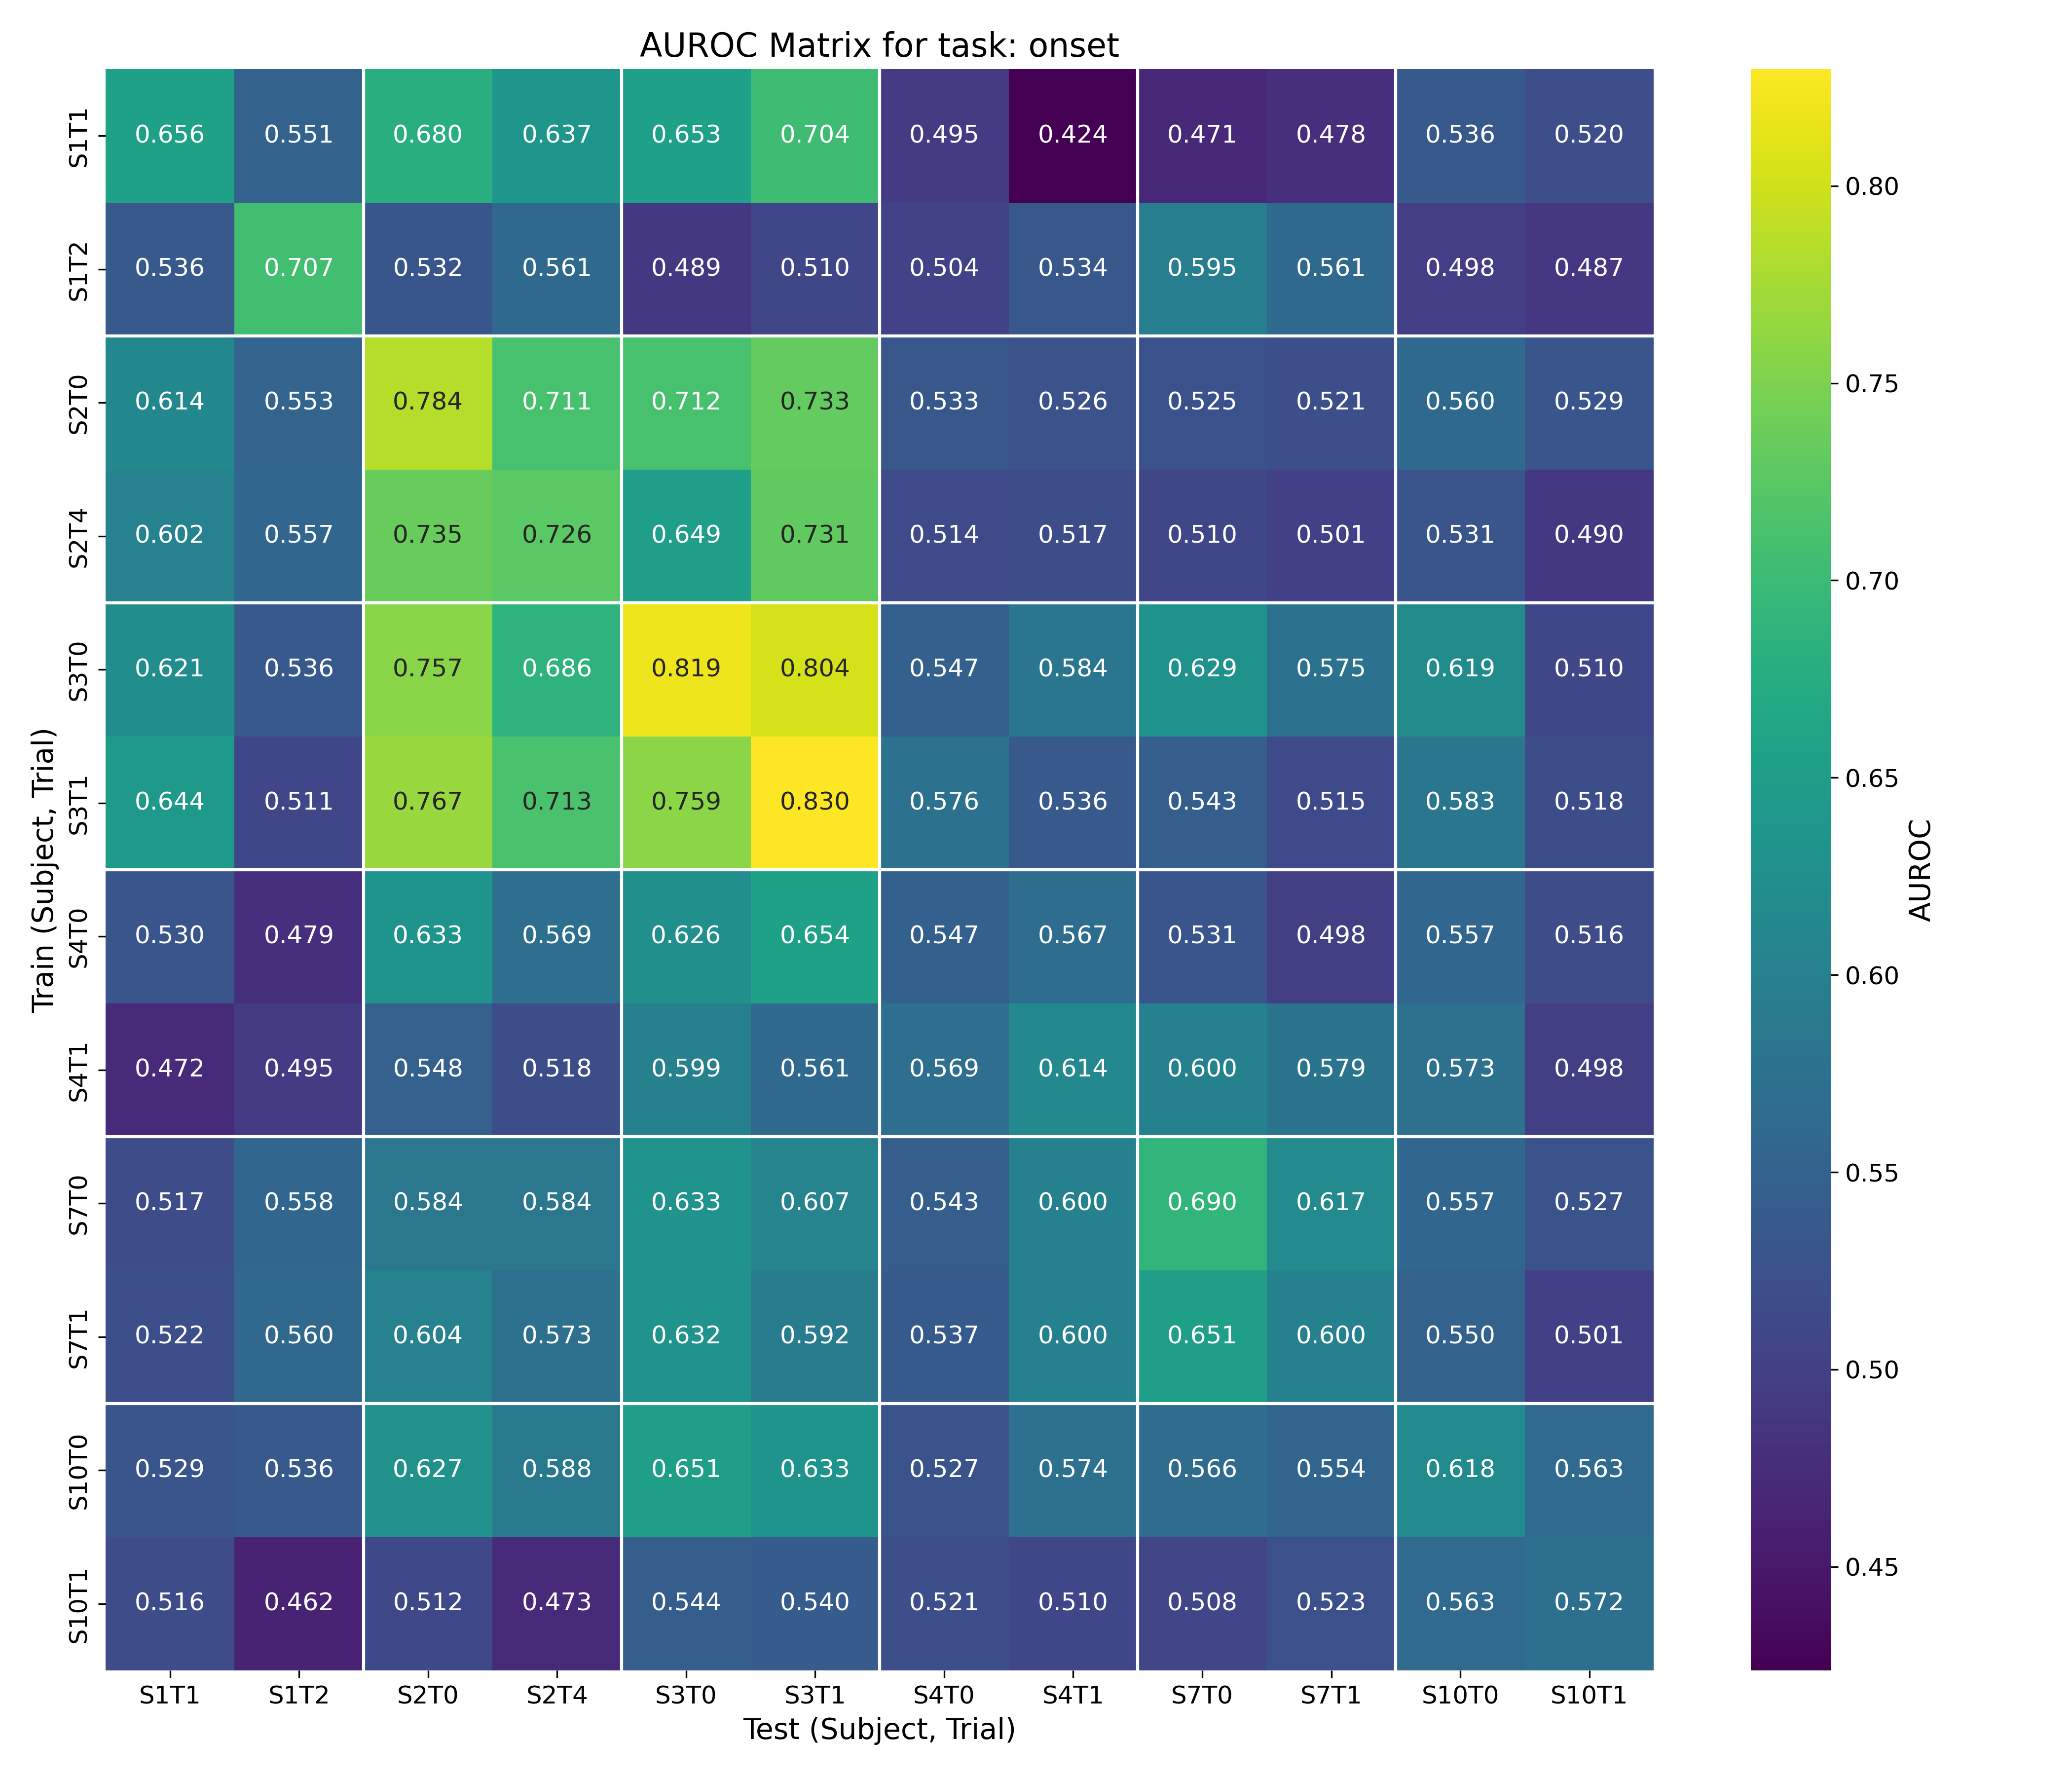 AUROC Matrix for task: onset
Train (Subject, Trial)
S1T1 0.656 0.551 0.680 0.637 0.653 0.704 0.495 0.424 0.471 0.478 0.536 0.520
S1T2 0.536 0.707 0.532 0.561 0.489 0.510 0.504 0.534 0.595 0.561 0.498 0.487
S2T0 0.614 0.553 0.784 0.711 0.712 0.733 0.533 0.526 0.525 0.521 0.560 0.529
S2T4 0.602 0.557 0.735 0.726 0.649 0.731 0.514 0.517 0.510 0.501 0.531 0.490
S3T0 0.621 0.536 0.757 0.686 0.819 0.804 0.547 0.584 0.629 0.575 0.619 0.510
S3T1 0.644 0.511 0.767 0.713 0.759 0.830 0.576 0.536 0.543 0.515 0.583 0.518
S4T0 0.530 0.479 0.633 0.569 0.626 0.654 0.547 0.567 0.531 0.498 0.557 0.516
S4T1 0.472 0.495 0.548 0.518 0.599 0.561 0.569 0.614 0.600 0.579 0.573 0.498
S7T0 0.517 0.558 0.584 0.584 0.633 0.607 0.543 0.600 0.690 0.617 0.557 0.527
S7T1 0.522 0.560 0.604 0.573 0.632 0.592 0.537 0.600 0.651 0.600 0.550 0.501
S10T0 0.529 0.536 0.627 0.588 0.651 0.633 0.527 0.574 0.566 0.554 0.618 0.563
S10T1 0.516 0.462 0.512 0.473 0.544 0.540 0.521 0.510 0.508 0.523 0.563 0.572
S1T1 S1T2 S2T0 S2T4 S3T0 S3T1 S4T0 S4T1 S7T0 S7T1 S10T0 S10T1
Test (Subject, Trial)
0.80
0.75
0.70
0.65
0.60
0.55
0.50
0.45
AUROC